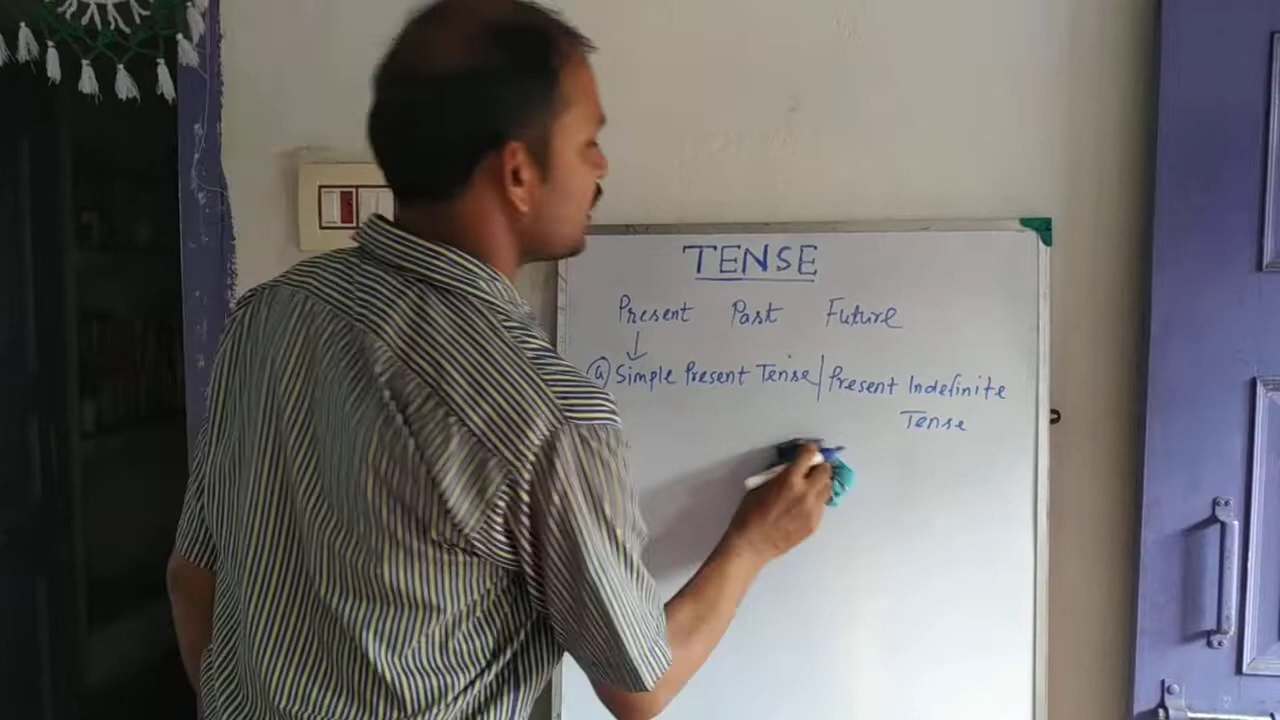 TENSE
Present Past Future
(a) Simple Present Tense / Present Indefinite
Tense